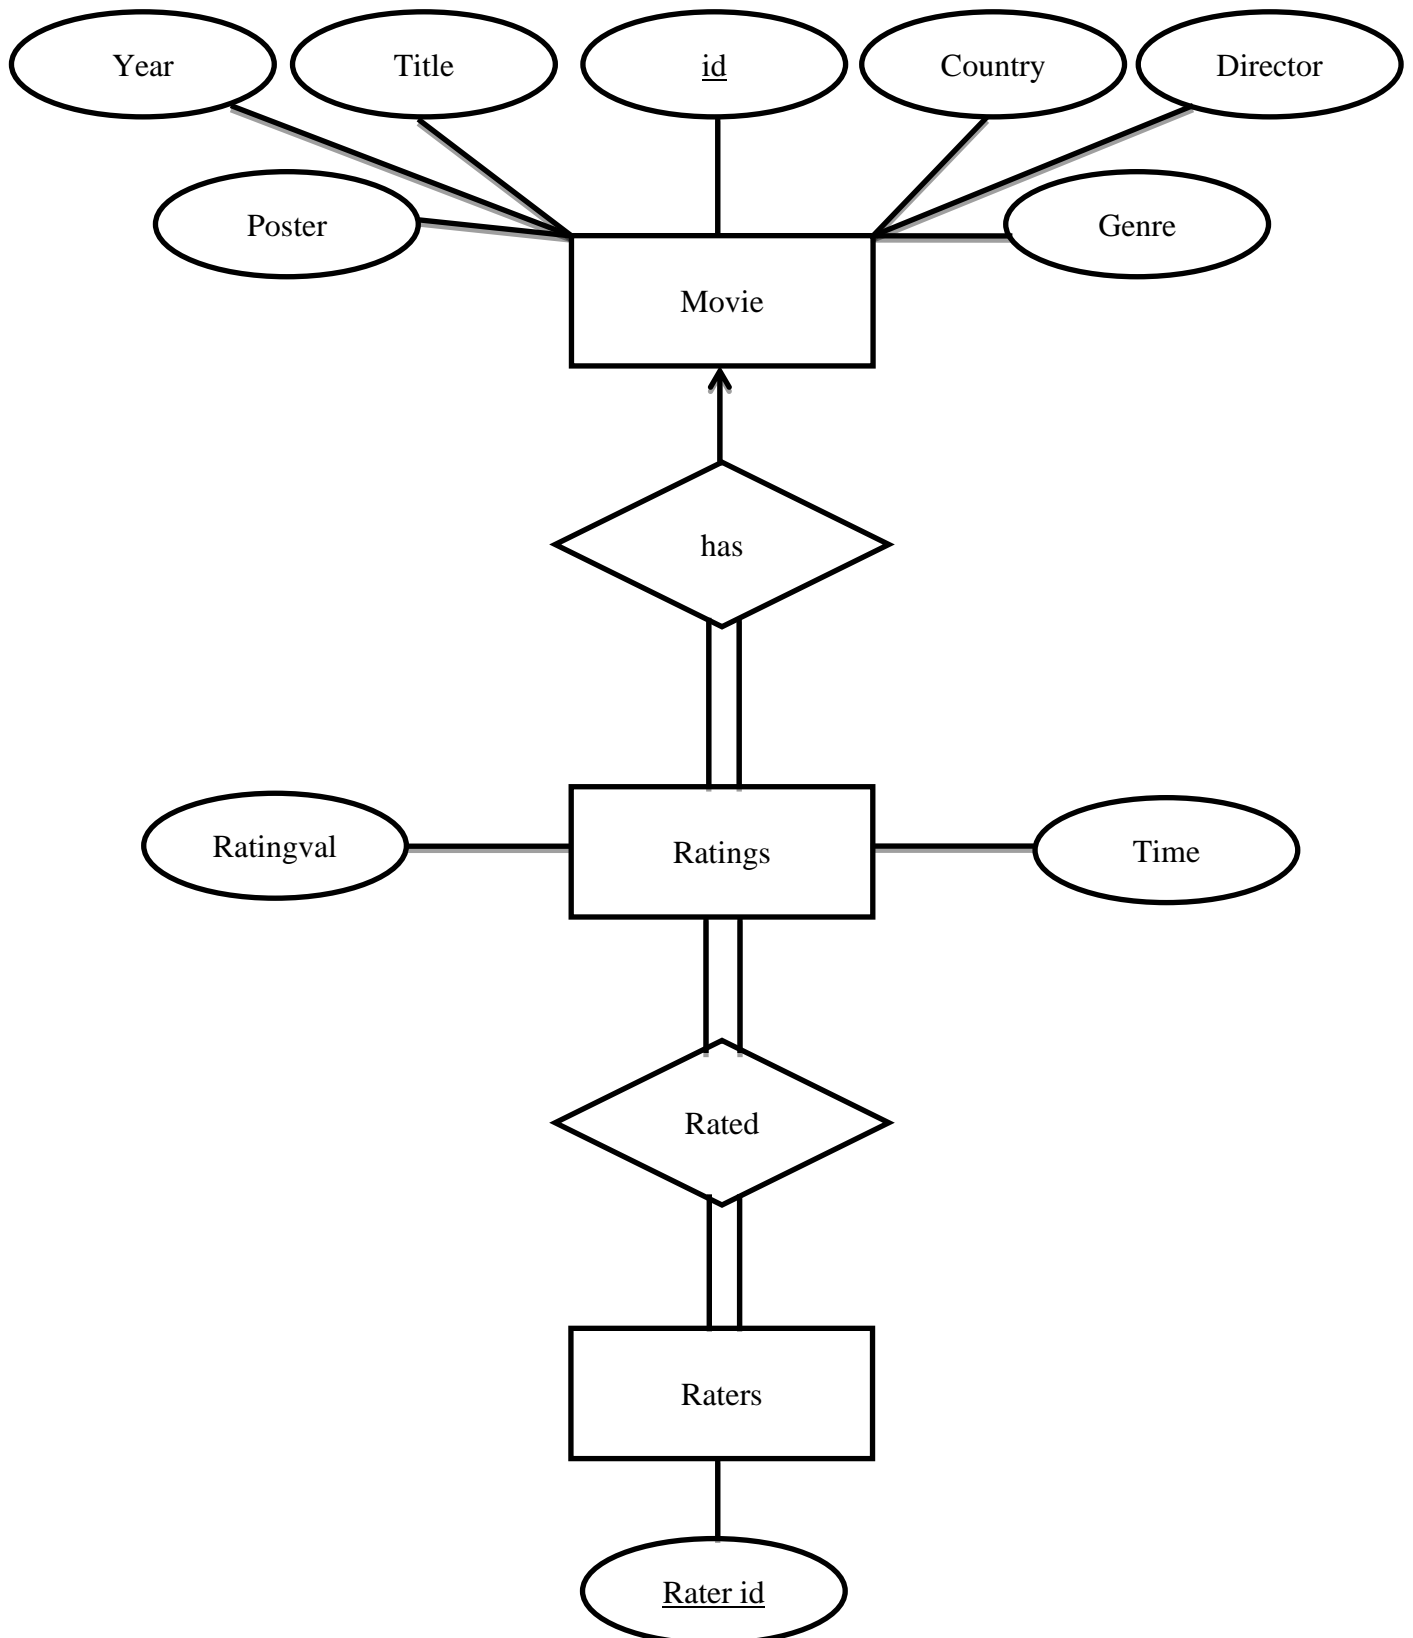 Year
Title
id
Country
Director
Poster
Genre
Movie
has
Ratingval
Ratings
Time
Rated
Raters
Rater id